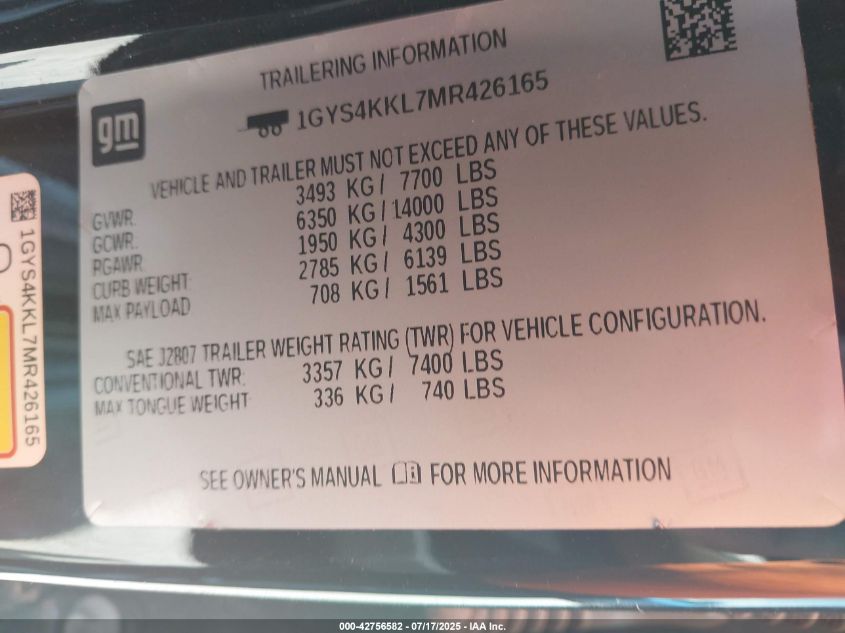 TRAILERING INFORMATION
gm
1GYS4KKL7MR426165
VEHICLE AND TRAILER MUST NOT EXCEED ANY OF THESE VALUES.
GVWR 3493 KG/ 7700 LBS
GCWR 6350 KG/14000 LBS
RGAWR 1950 KG/ 4300 LBS
CURB WEIGHT 2785 KG/ 6139 LBS
MAX PAYLOAD 708 KG/ 1561 LBS
SAE J2807 TRAILER WEIGHT RATING (TWR) FOR VEHICLE CONFIGURATION.
CONVENTIONAL TWR: 3357 KG/ 7400 LBS
MAX TONGUE WEIGHT 336 KG/ 740 LBS
SEE OWNER'S MANUAL FOR MORE INFORMATION
1GYS4KKL7MR426165
000-42756582 - 07/17/2025 - IAA Inc.